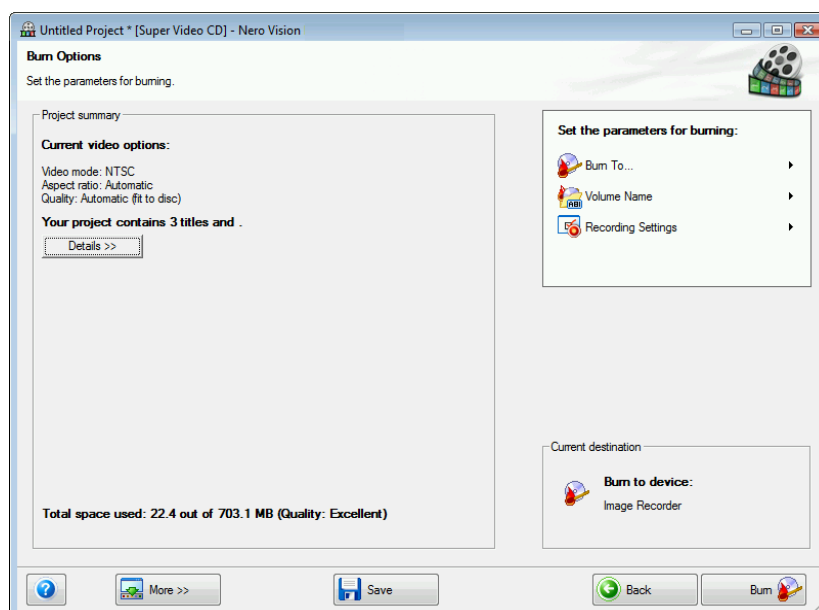 Untitled Project * [Super Video CD] - Nero Vision
Burn Options
Set the parameters for burning.
Project summary
Current video options:
Video mode: NTSC
Aspect ratio: Automatic
Quality: Automatic (fit to disc)
Your project contains 3 titles and .
Details >>
Total space used: 22.4 out of 703.1 MB (Quality: Excellent)
Set the parameters for burning:
Burn To...
ABI
Volume Name
Recording Settings
Current destination
Burn to device:
Image Recorder
?
More >>
Save
Back
Burn